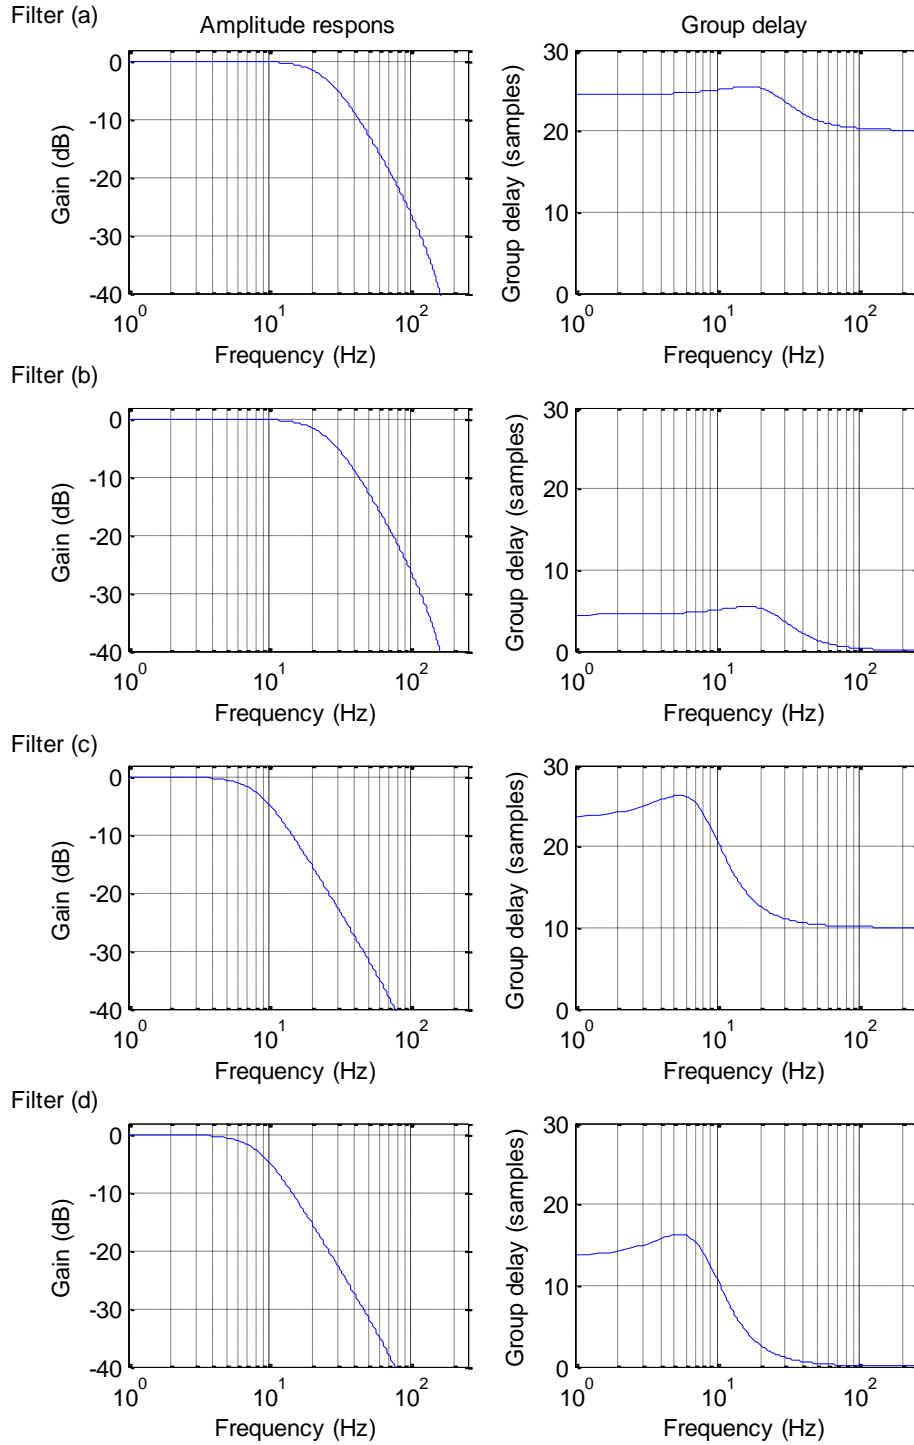 Filter (a)
Amplitude respons
Group delay
0
-10
-20
-30
-40
Gain (dB)
10^0
10^1
10^2
Frequency (Hz)
30
20
10
0
Group delay (samples)
10^0
10^1
10^2
Frequency (Hz)
Filter (b)
0
-10
-20
-30
-40
Gain (dB)
10^0
10^1
10^2
Frequency (Hz)
30
20
10
0
Group delay (samples)
10^0
10^1
10^2
Frequency (Hz)
Filter (c)
0
-10
-20
-30
-40
Gain (dB)
10^0
10^1
10^2
Frequency (Hz)
30
20
10
0
Group delay (samples)
10^0
10^1
10^2
Frequency (Hz)
Filter (d)
0
-10
-20
-30
-40
Gain (dB)
10^0
10^1
10^2
Frequency (Hz)
30
20
10
0
Group delay (samples)
10^0
10^1
10^2
Frequency (Hz)